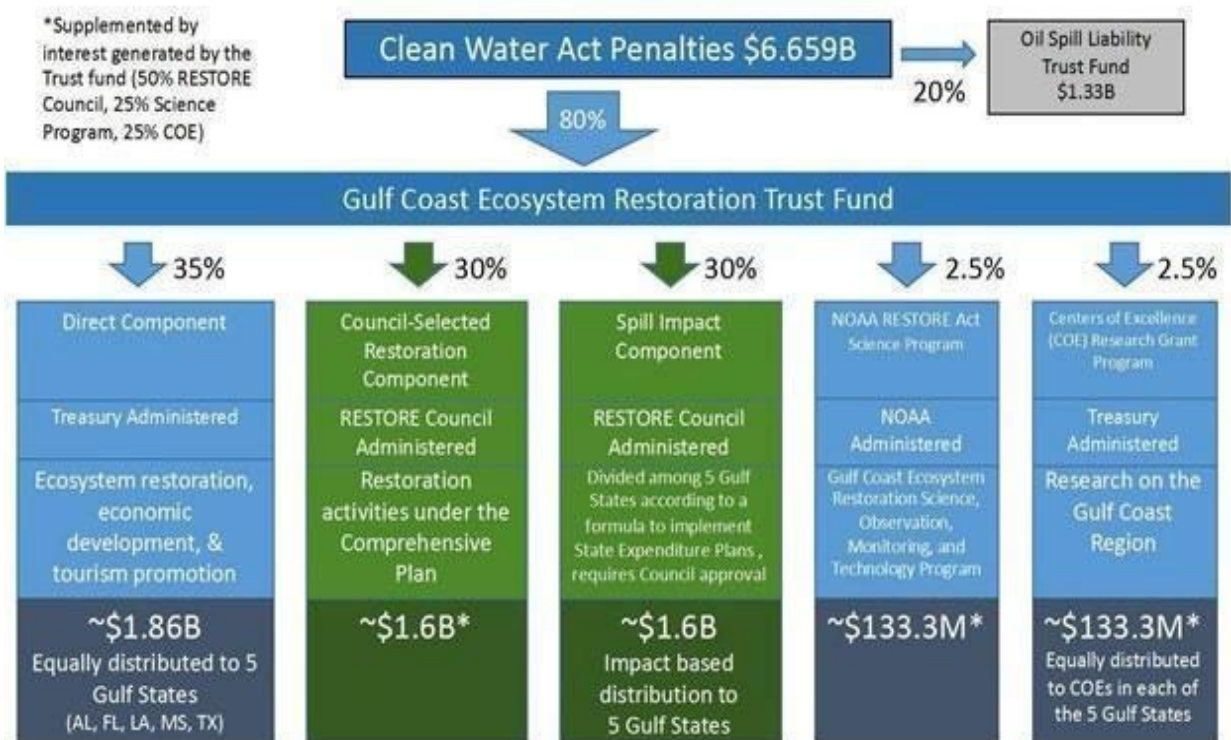 *Supplemented by
interest generated by the
Trust fund (50% RESTORE
Council, 25% Science
Program, 25% COE)
Clean Water Act Penalties $6.659B
20%
Oil Spill Liability
Trust Fund
$1.33B
80%
Gulf Coast Ecosystem Restoration Trust Fund
35%
30%
30%
2.5%
2.5%
Direct Component
Treasury Administered
Ecosystem restoration,
economic
development, &
tourism promotion
~$1.86B
Equally distributed to 5
Gulf States
(AL, FL, LA, MS, TX)
Council-Selected
Restoration
Component
RESTORE Council
Administered
Restoration
activities under the
Comprehensive
Plan
~$1.6B*
Spill Impact
Component
RESTORE Council
Administered
Divided among 5 Gulf
States according to a
formula to implement
State Expenditure Plans ,
requires Council approval
~$1.6B
Impact based
distribution to
5 Gulf States
NOAA RESTORE Act
Science Program
NOAA
Administered
Gulf Coast Ecosystem
Restoration Science,
Observation,
Monitoring, and
Technology Program
~$133.3M*
Centers of Excellence
(COE) Research Grant
Program
Treasury
Administered
Research on the
Gulf Coast
Region
~$133.3M*
Equally distributed
to COEs in each of
the 5 Gulf States